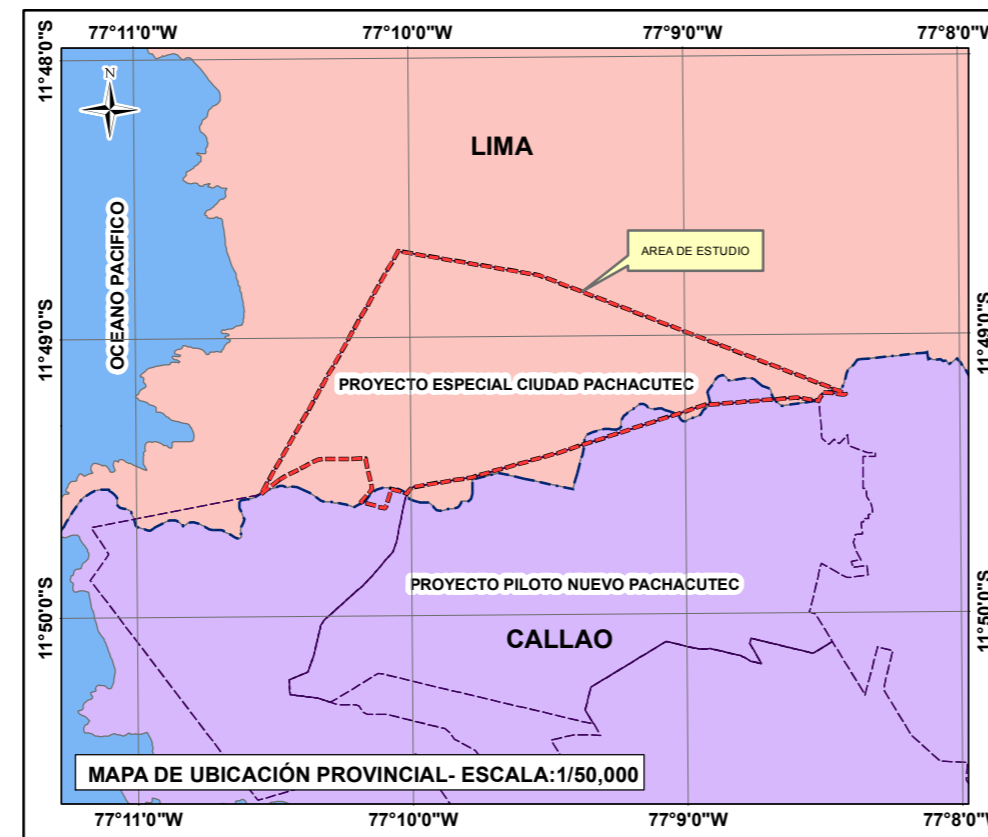 77°11'0"W 77°10'0"W 77°9'0"W 77°8'0"W
11°48'0"S
N
LIMA
OCEANO PACIFICO
AREA DE ESTUDIO
11°49'0"S
11°49'0"S
PROYECTO ESPECIAL CIUDAD PACHACUTEC
PROYECTO PILOTO NUEVO PACHACUTEC
11°50'0"S
11°50'0"S
CALLAO
MAPA DE UBICACIÓN PROVINCIAL- ESCALA:1/50,000
77°11'0"W 77°10'0"W 77°9'0"W 77°8'0"W